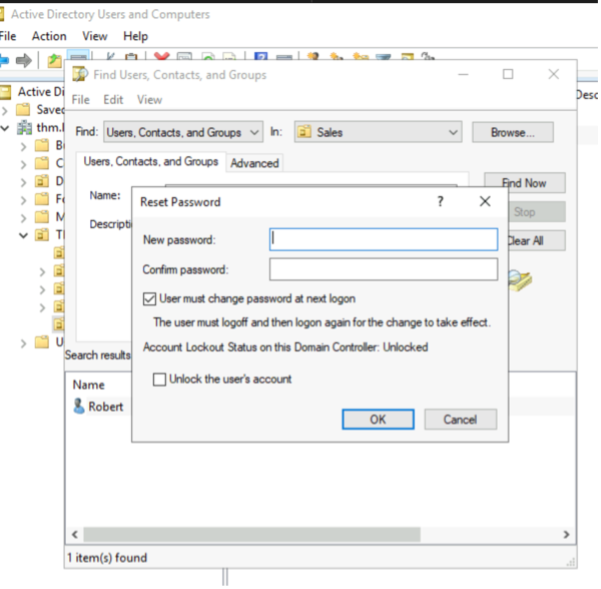 Active Directory Users and Computers
File Action View Help
Find Users, Contacts, and Groups
Active Di
Desc
Saved
File Edit View
thm.l
Find: Users, Contacts, and Groups In: Sales Browse...
Users, Contacts, and Groups Advanced
Find Now
Name:
Reset Password ? 
Stop
Descripti
New password:
Clear All
Confirm password:
User must change password at next logon
The user must logoff and then logon again for the change to take effect.
Account Lockout Status on this Domain Controller: Unlocked
Search results
Unlock the user's account
Name
Robert
OK Cancel
1 item(s) found